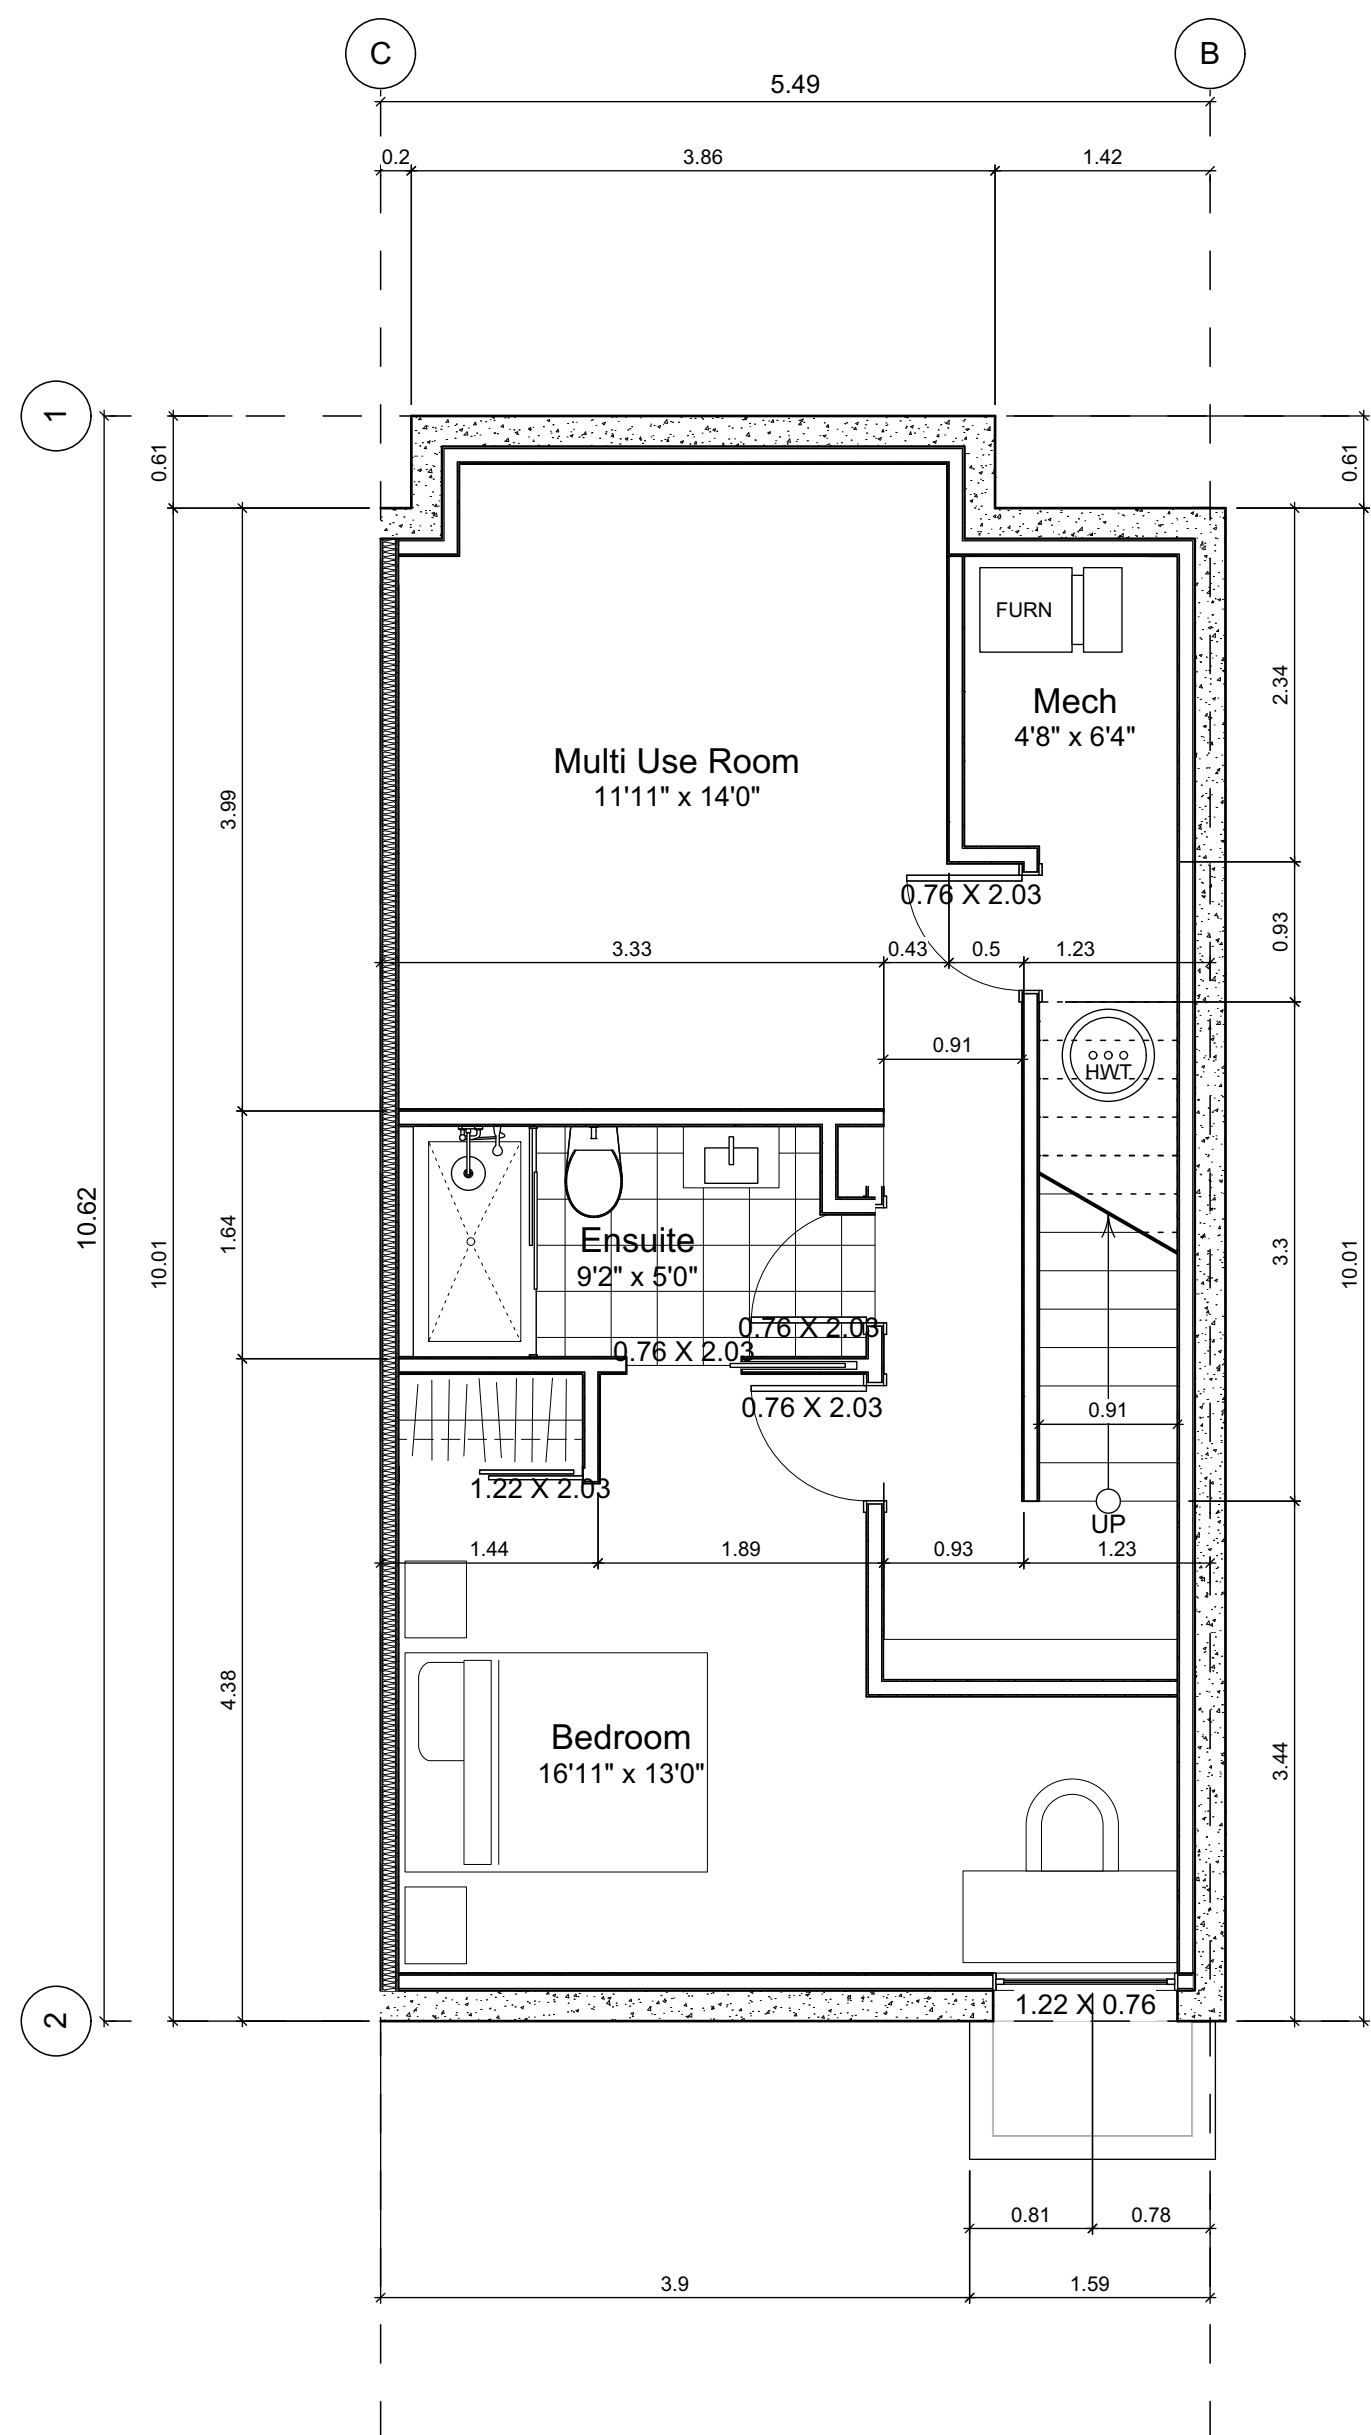 C
B
5.49
0.2
3.86
1.42
1
0.61
0.61
FURN
Mech
4'8" x 6'4"
2.34
Multi Use Room
11'11" x 14'0"
3.99
0.76 X 2.03
0.93
3.33
0.43
0.5
1.23
0.91
HWT
10.62
10.01
1.64
Ensuite
9'2" x 5'0"
3.3
10.01
0.76 X 2.03
0.76 X 2.03
0.76 X 2.03
0.91
1.22 X 2.03
UP
1.44
1.89
0.93
1.23
4.38
Bedroom
16'11" x 13'0"
3.44
2
1.22 X 0.76
0.81
0.78
3.9
1.59